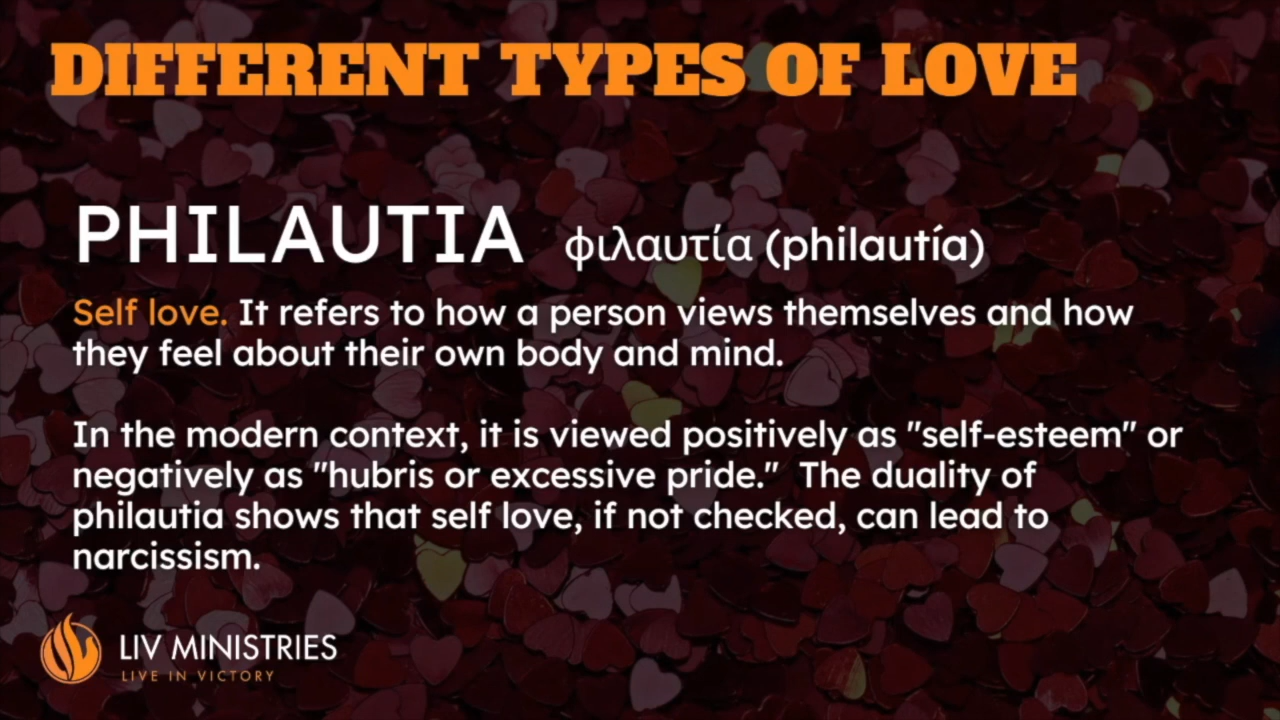 DIFFERENT TYPES OF LOVE
PHILAUTIA φιλαυτία (philautía)
Self love. It refers to how a person views themselves and how
they feel about their own body and mind.
In the modern context, it is viewed positively as "self-esteem" or
negatively as "hubris or excessive pride."  The duality of
philautia shows that self love, if not checked, can lead to
narcissism.
LIV MINISTRIES
LIVE IN VICTORY